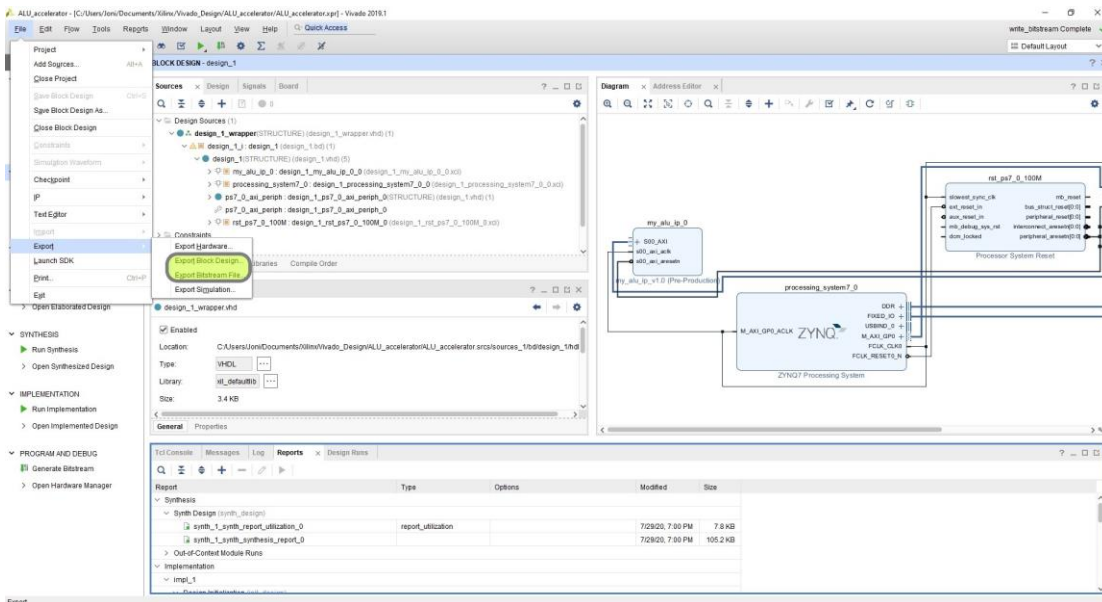 ALU_accelerator - [C:/Users/Joni/Documents/Xilinx/Vivado_Design/ALU_accelerator/ALU_accelerator.xpr] - Vivado 2019.1
File Edit Flow Tools Reports Window Layout View Help Quick Access
write_bitstream Complete
Default Layout
Project
Add Sources... Alt+A
Close Project
Save Block Design Ctrl+S
Save Block Design As...
Close Block Design
Constraints
Simulation Waveform
Checkpoint
IP
Text Editor
Import
Export
Launch SDK
Print... Ctrl+P
Exit
Export Hardware...
Export Block Design...
Export Bitstream File...
Export Simulation...
Open Elaborated Design
SYNTHESIS
Run Synthesis
Open Synthesized Design
IMPLEMENTATION
Run Implementation
Open Implemented Design
PROGRAM AND DEBUG
Generate Bitstream
Open Hardware Manager
BLOCK DESIGN - design_1
Sources Design Signals Board
Design Sources (1)
design_1_wrapper(STRUCTURE) (design_1_wrapper.vhd) (1)
design_1_i : design_1 (design_1.bd) (1)
design_1(STRUCTURE) (design_1.vhd) (5)
my_alu_ip_0 : design_1_my_alu_ip_0_0 (design_1_my_alu_ip_0_0.xci)
processing_system7_0 : design_1_processing_system7_0_0 (design_1_processing_system7_0_0.xci)
ps7_0_axi_periph : design_1_ps7_0_axi_periph_0(STRUCTURE) (design_1.vhd) (1)
ps7_0_axi_periph : design_1_ps7_0_axi_periph_0
rst_ps7_0_100M : design_1_rst_ps7_0_100M_0 (design_1_rst_ps7_0_100M_0.xci)
Constraints
Libraries Compile Order
design_1_wrapper.vhd
Enabled
Location: C:/Users/Joni/Documents/Xilinx/Vivado_Design/ALU_accelerator/ALU_accelerator.srcs/sources_1/bd/design_1/hdl
Type: VHDL
Library: xil_defaultlib
Size: 3.4 KB
General Properties
Diagram Address Editor
my_alu_ip_0
S00_AXI
s00_axi_aclk
s00_axi_aresetn
my_alu_ip_v1.0 (Pre-Production)
processing_system7_0
DDR
FIXED_IO
USBIND_0
M_AXI_GP0_ACLK ZYNQ M_AXI_GP0
FCLK_CLK0
FCLK_RESET0_N
ZYNQ7 Processing System
rst_ps7_0_100M
slowest_sync_clk mb_reset
ext_reset_in bus_struct_reset[0:0]
aux_reset_in peripheral_reset[0:0]
mb_debug_sys_rst interconnect_aresetn[0:0]
dcm_locked peripheral_aresetn[0:0]
Processor System Reset
Tcl Console Messages Log Reports Design Runs
Report Type Options Modified Size
Synthesis
Synth Design (synth_design)
synth_1_synth_report_utilization_0 report_utilization 7/29/20, 7:00 PM 7.8 KB
synth_1_synth_synthesis_report_0 7/29/20, 7:00 PM 105.2 KB
Out-of-Context Module Runs
Implementation
impl_1
Export